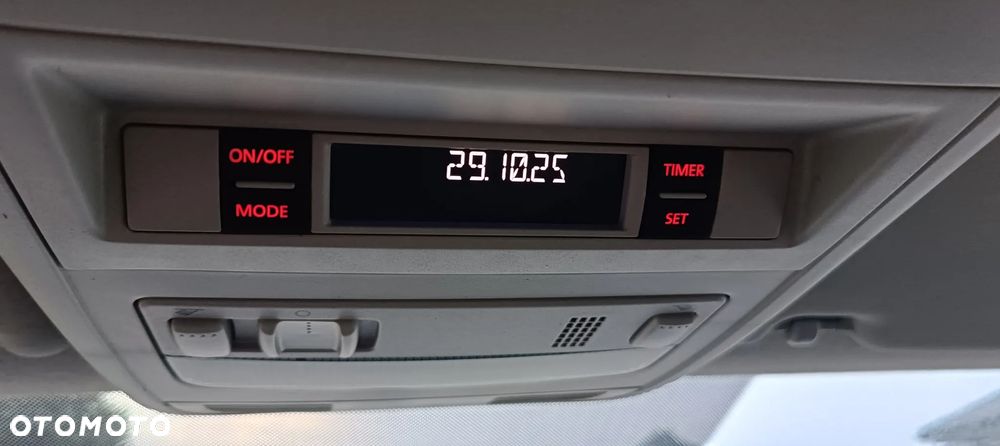 ON/OFF
MODE
29.10.25
TIMER
SET
OTOMOTO